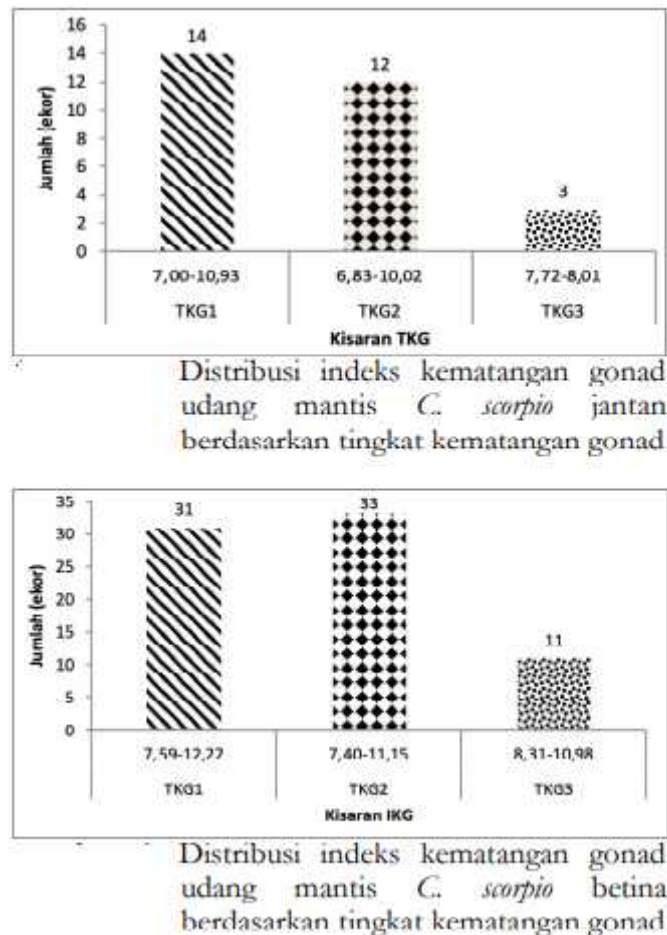 16
14
12
10
8
6
4
2
0
Jumlah (ekor)
14
12
3
7,00-10,93 6,83-10,02 7,72-8,01
TKG1 TKG2 TKG3
Kisaran TKG
Distribusi indeks kematangan gonad
udang mantis C. scorpio jantan
berdasarkan tingkat kematangan gonad
35
30
25
20
15
10
5
0
Jumlah (ekor)
31
33
11
7,59-12,22 7,40-11,15 8,31-10,98
TKG1 TKG2 TKG3
Kisaran IKG
Distribusi indeks kematangan gonad
udang mantis C. scorpio betina
berdasarkan tingkat kematangan gonad